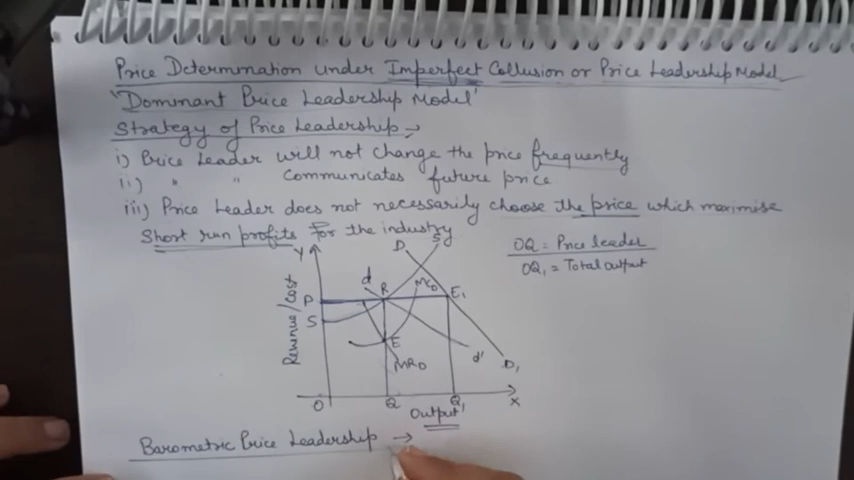 Price Determination under Imperfect Collusion or Price Leadership Model
'Dominant Price Leadership Model'
Strategy of Price Leadership →
i) Price Leader will not change the price frequently
ii) " " Communicates future price
iii) Price Leader does not necessarily choose the price which maximise
Short run profits for the industry
OQ = Price leader
OQ1 = Total output
Y
D
S
d
R
MCD
E1
P
S
Revenue/Cost
E
MRD
d'
D1
O
Q
Q1
X
Output
Barometric Price Leadership →